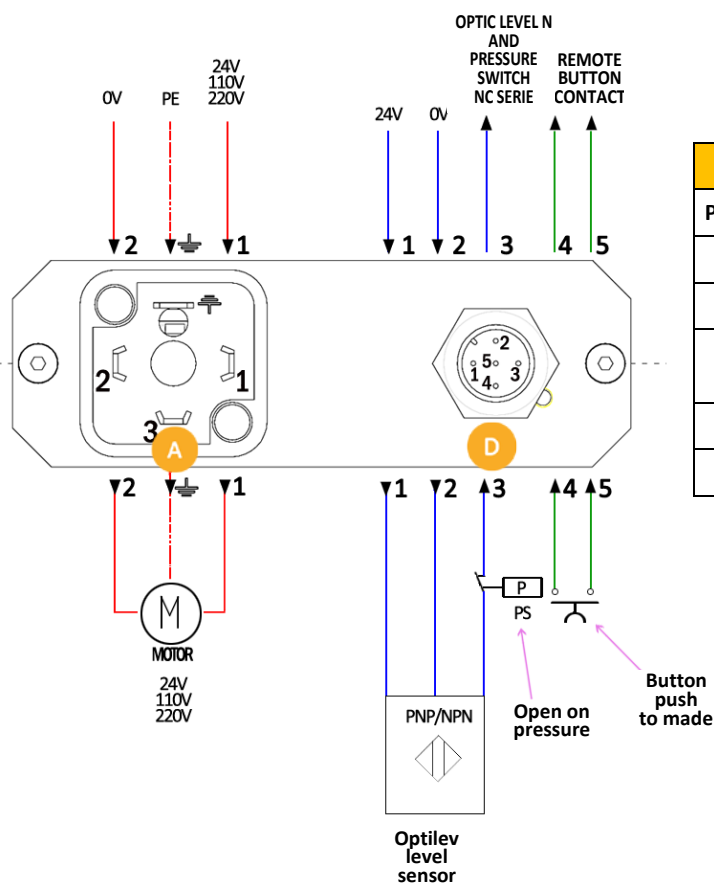 OPTIC LEVEL N
AND
PRESSURE
SWITCH
NC SERIE
REMOTE
BUTTON
CONTACT
24V
110V
220V
0V
PE
24V
0V
P
2
1
1
2
3
4
5
2
1
3
A
2
5
1
3
4
D
2
1
1
2
3
4
5
M
MOTOR
24V
110V
220V
P
PS
PNP/NPN
Open on
pressure
Button
push
to made
Optilev
level
sensor